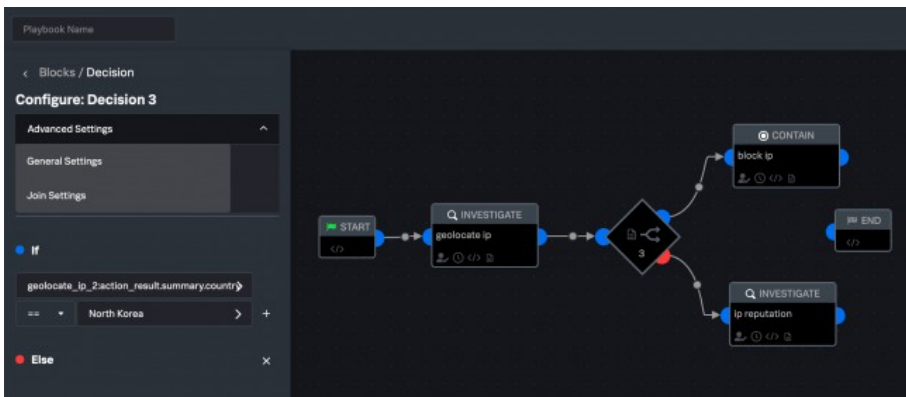 Playbook Name
< Blocks / Decision
Configure: Decision 3
Advanced Settings
General Settings
Join Settings
If
geolocate_ip_2:action_result.summary.country
== North Korea
Else
START
</>
INVESTIGATE
geolocate ip
</>
3
CONTAIN
block ip
</>
INVESTIGATE
ip reputation
</>
END
</>